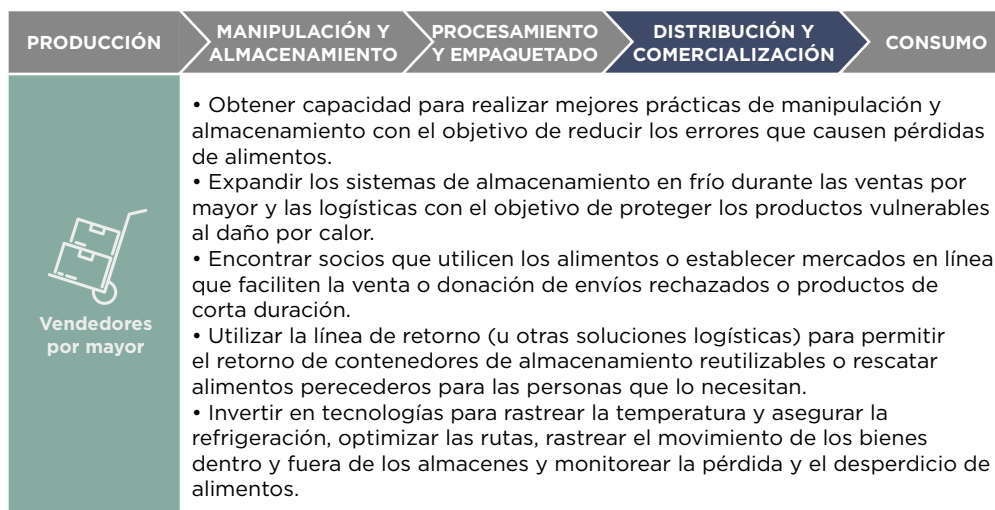 PRODUCCIÓN
MANIPULACIÓN Y
ALMACENAMIENTO
PROCESAMIENTO
Y EMPAQUETADO
DISTRIBUCIÓN Y
COMERCIALIZACIÓN
CONSUMO
Vendedores
por mayor
• Obtener capacidad para realizar mejores prácticas de manipulación y
almacenamiento con el objetivo de reducir los errores que causen pérdidas
de alimentos.
• Expandir los sistemas de almacenamiento en frío durante las ventas por
mayor y las logísticas con el objetivo de proteger los productos vulnerables
al daño por calor.
• Encontrar socios que utilicen los alimentos o establecer mercados en línea
que faciliten la venta o donación de envíos rechazados o productos de
corta duración.
• Utilizar la línea de retorno (u otras soluciones logísticas) para permitir
el retorno de contenedores de almacenamiento reutilizables o rescatar
alimentos perecederos para las personas que lo necesitan.
• Invertir en tecnologías para rastrear la temperatura y asegurar la
refrigeración, optimizar las rutas, rastrear el movimiento de los bienes
dentro y fuera de los almacenes y monitorear la pérdida y el desperdicio de
alimentos.